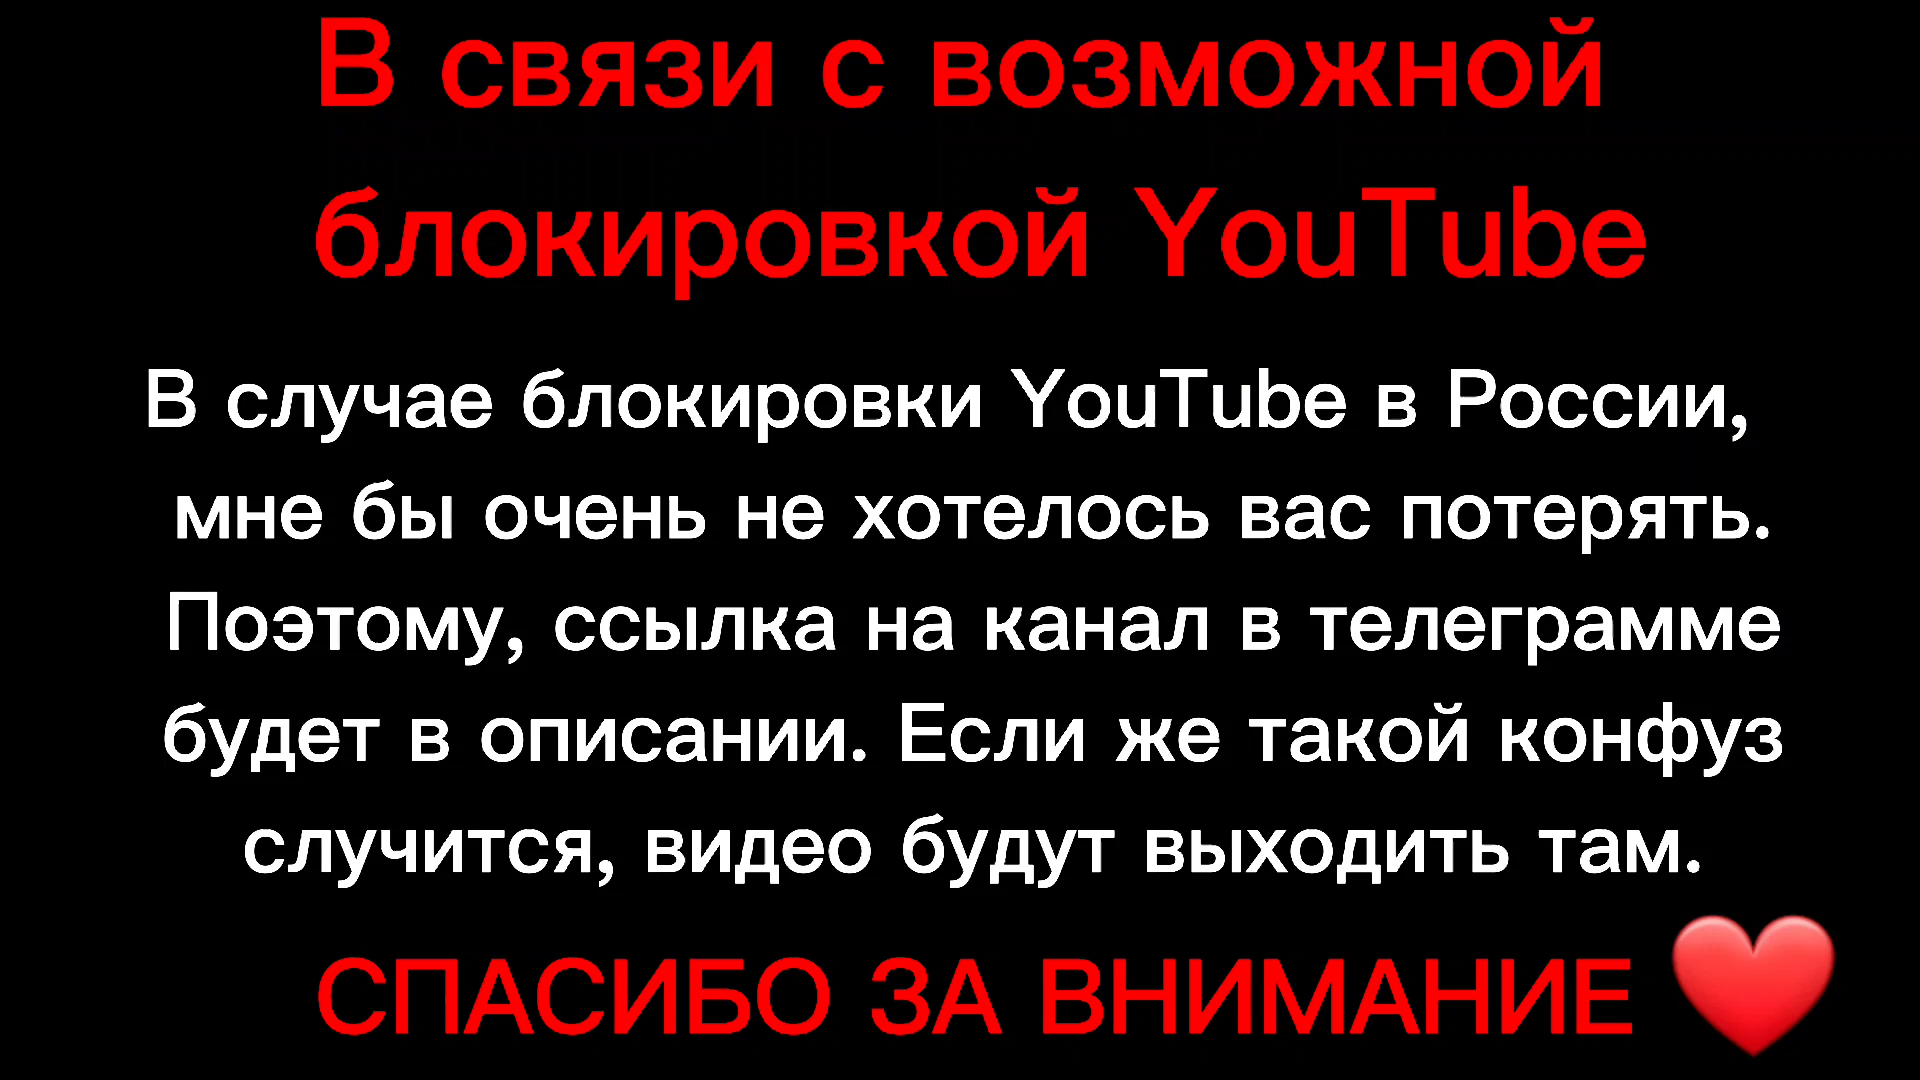 В связи с возможной
блокировкой YouTube
В случае блокировки YouTube в России,
мне бы очень не хотелось вас потерять.
Поэтому, ссылка на канал в телеграмме
будет в описании. Если же такой конфуз
случится, видео будут выходить там.
СПАСИБО ЗА ВНИМАНИЕ ❤